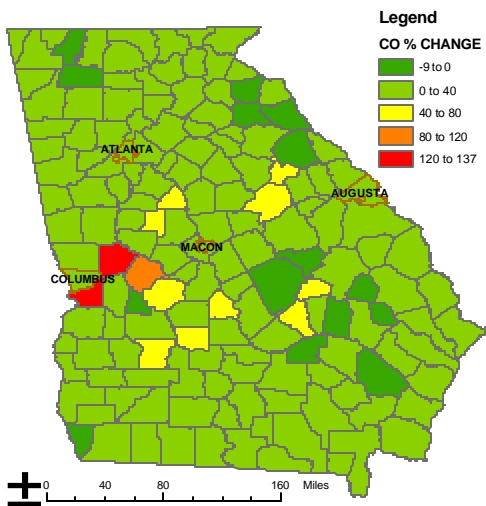 Legend
CO % CHANGE
-9 to 0
0 to 40
40 to 80
80 to 120
120 to 137
ATLANTA
AUGUSTA
MACON
COLUMBUS
0 40 80 160 Miles